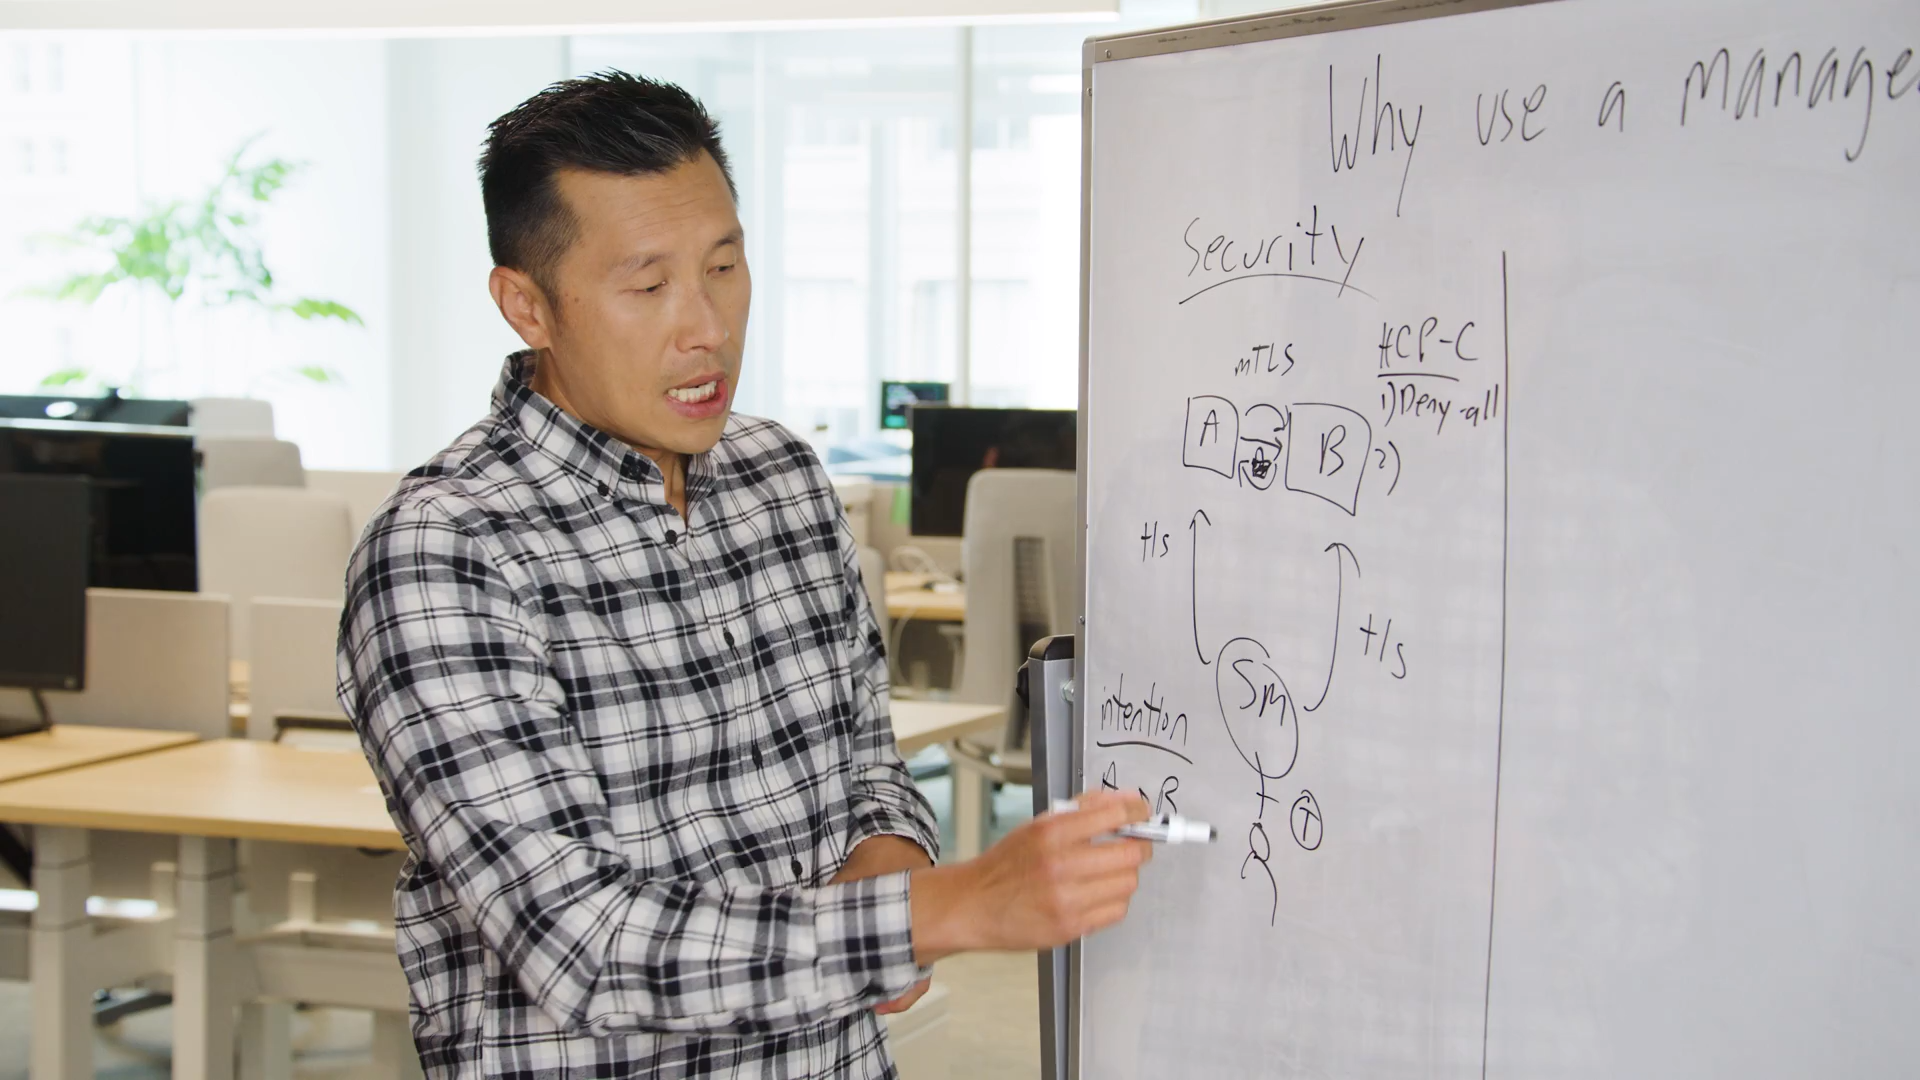 Why use a manage
Security
mTLS
HCP-C
1) Deny-all
A
B
2)
tls
tls
SM
intention
A → B
T